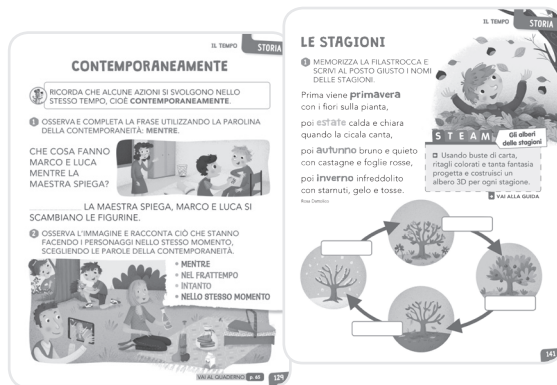 IL TEMPO
STORIA
CONTEMPORANEAMENTE
RICORDA CHE ALCUNE AZIONI SI SVOLGONO NELLO
STESSO TEMPO, CIOÈ CONTEMPORANEAMENTE.
1 OSSERVA E COMPLETA LA FRASE UTILIZZANDO LA PAROLINA
DELLA CONTEMPORANEITÀ: MENTRE.
CHE COSA FANNO
MARCO E LUCA
MENTRE LA
MAESTRA SPIEGA?
LA MAESTRA SPIEGA, MARCO E LUCA SI
SCAMBIANO LE FIGURINE.
2 OSSERVA L'IMMAGINE E RACCONTA CIÒ CHE STANNO
FACENDO I PERSONAGGI NELLO STESSO MOMENTO,
SCEGLIENDO LE PAROLE DELLA CONTEMPORANEITÀ.
• MENTRE
• NEL FRATTEMPO
• INTANTO
• NELLO STESSO MOMENTO
VAI AL QUADERNO p. 65
129
IL TEMPO
STORIA
LE STAGIONI
1 MEMORIZZA LA FILASTROCCA E
SCRIVI AL POSTO GIUSTO I NOMI
DELLE STAGIONI.
Prima viene primavera
con i fiori sulla pianta,
poi estate calda e chiara
quando la cicala canta,
poi autunno bruno e quieto
con castagne e foglie rosse,
poi inverno infreddolito
con starnuti, gelo e tosse.
Rosa Dattolico
STEAM
Gli alberi
delle stagioni
Usando buste di carta,
ritagli colorati e tanta fantasia
progetta e costruisci un
albero 3D per ogni stagione.
VAI ALLA GUIDA
141